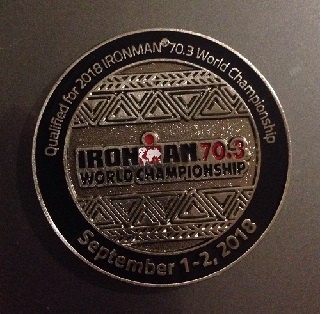 Qualified for 2018 IRONMAN® 70.3 World Championship
IRONMAN 70.3
WORLD CHAMPIONSHIP
September 1-2, 2018